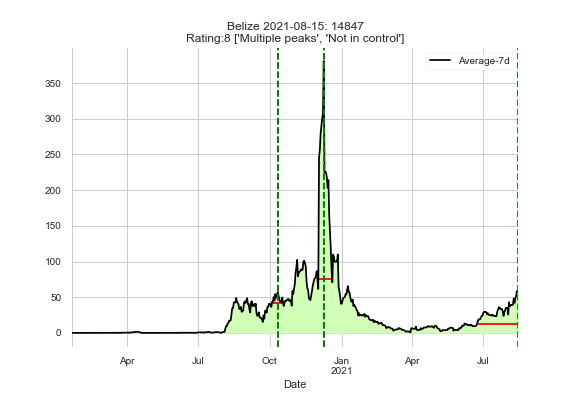 Belize 2021-08-15: 14847
Rating:8 ['Multiple peaks', 'Not in control']
Average-7d
350
300
250
200
150
100
50
0
Apr
Jul
Oct
Jan
2021
Apr
Jul
Date